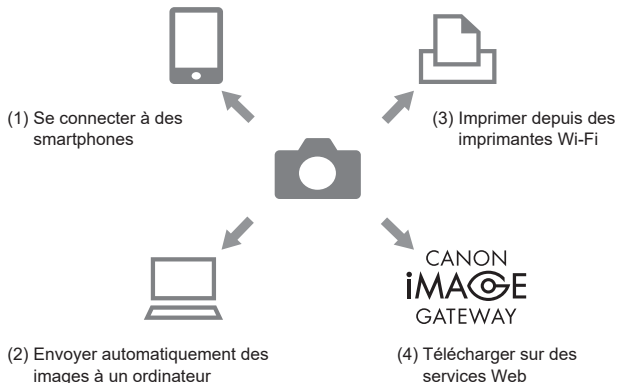 (1) Se connecter à des
smartphones
(3) Imprimer depuis des
imprimantes Wi-Fi
CANON
iMAGE
GATEWAY
(2) Envoyer automatiquement des
images à un ordinateur
(4) Télécharger sur des
services Web